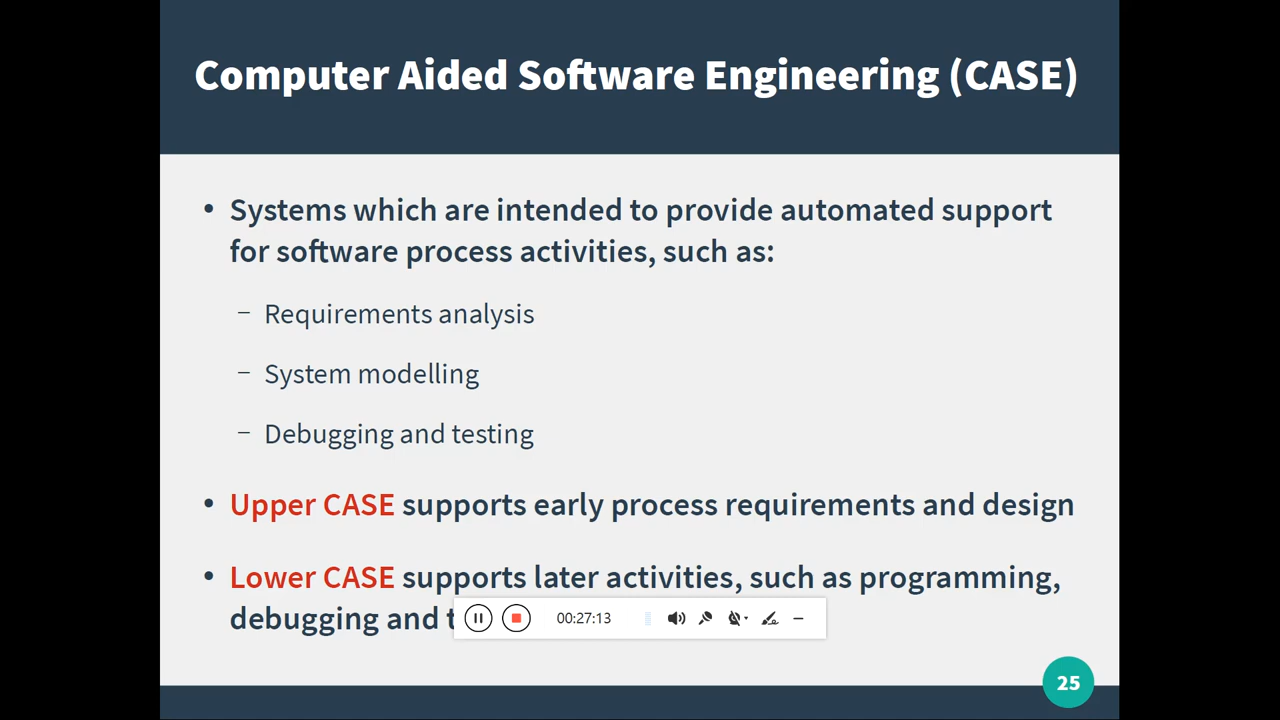 Computer Aided Software Engineering (CASE)
• Systems which are intended to provide automated support
for software process activities, such as:
– Requirements analysis
– System modelling
– Debugging and testing
• Upper CASE supports early process requirements and design
• Lower CASE supports later activities, such as programming,
debugging and
00:27:13
25